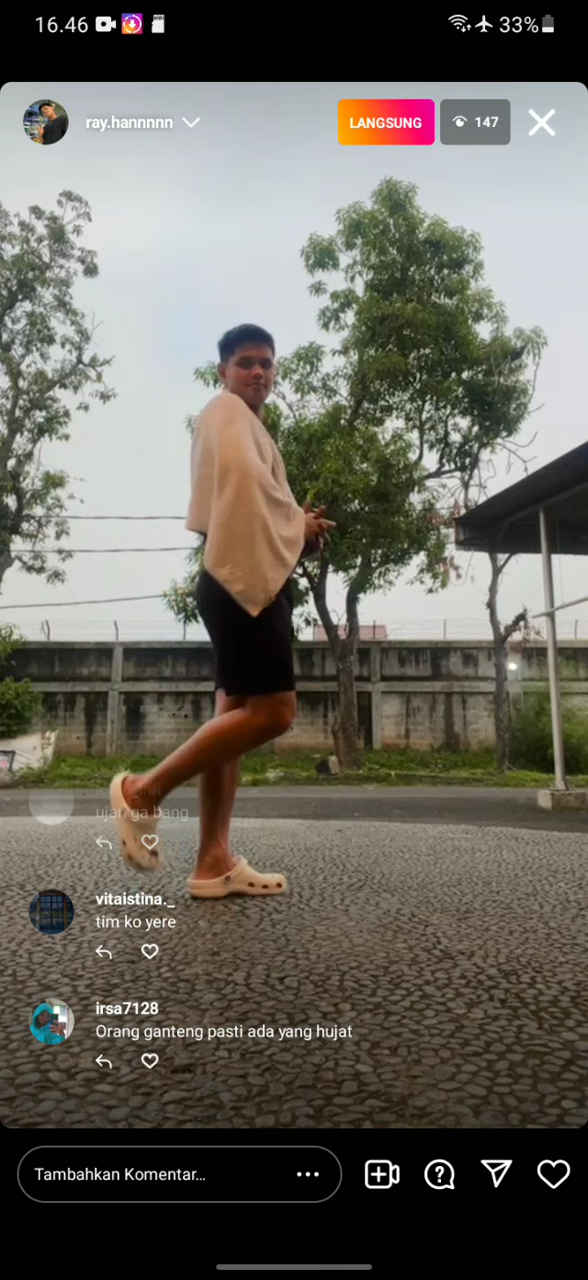 16.46
33%
ray.hannnnn
LANGSUNG
147
ujan ga bang
vitaistina._
tim ko yere
irsa7128
Orang ganteng pasti ada yang hujat
Tambahkan Komentar...